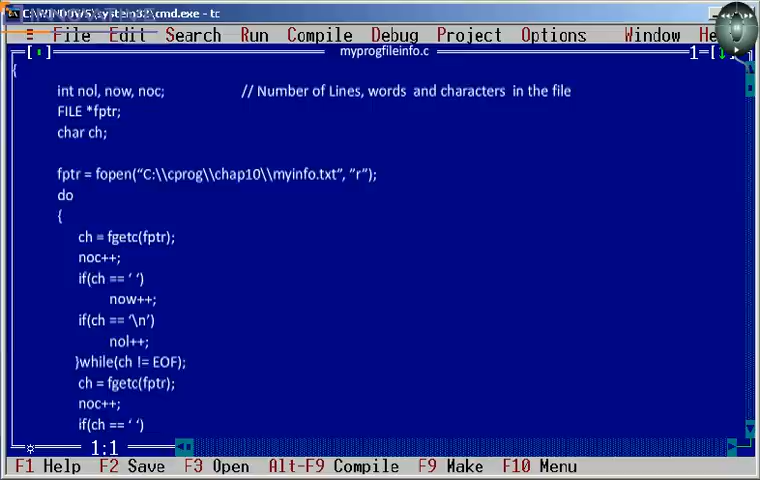 C:\WINDOWS\system32\cmd.exe - tc
≡ File Edit Search Run Compile Debug Project Options Window
myprogfileinfo.c 1
{
int nol, now, noc; // Number of Lines, words and characters in the file
FILE *fptr;
char ch;
fptr = fopen(“C:\\cprog\\chap10\\myinfo.txt”, ”r”);
do
{
ch = fgetc(fptr);
noc++;
if(ch == ‘ ‘)
now++;
if(ch == ‘\n’)
nol++;
}while(ch != EOF);
ch = fgetc(fptr);
noc++;
if(ch == ‘ ‘)
1:1
F1 Help F2 Save F3 Open Alt-F9 Compile F9 Make F10 Menu